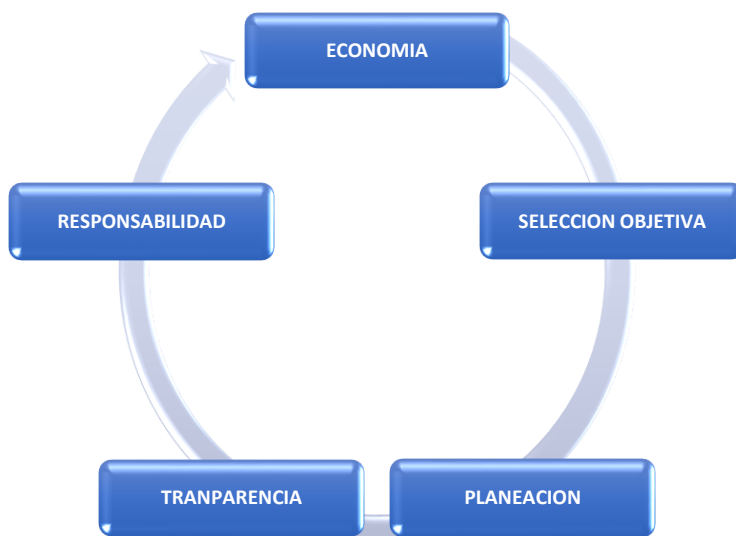 ECONOMIA
SELECCION OBJETIVA
PLANEACION
TRANPARENCIA
RESPONSABILIDAD